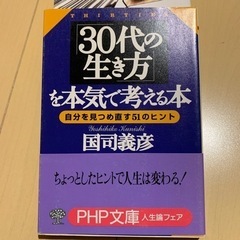 THIRTIES
「30代の
生き方」
を本気で考える本
自分を見つめ直す51のヒント
Yoshihiko Kunishi
国司義彦
ちょっとしたヒントで人生は変わる!
PHP文庫 人生論フェア